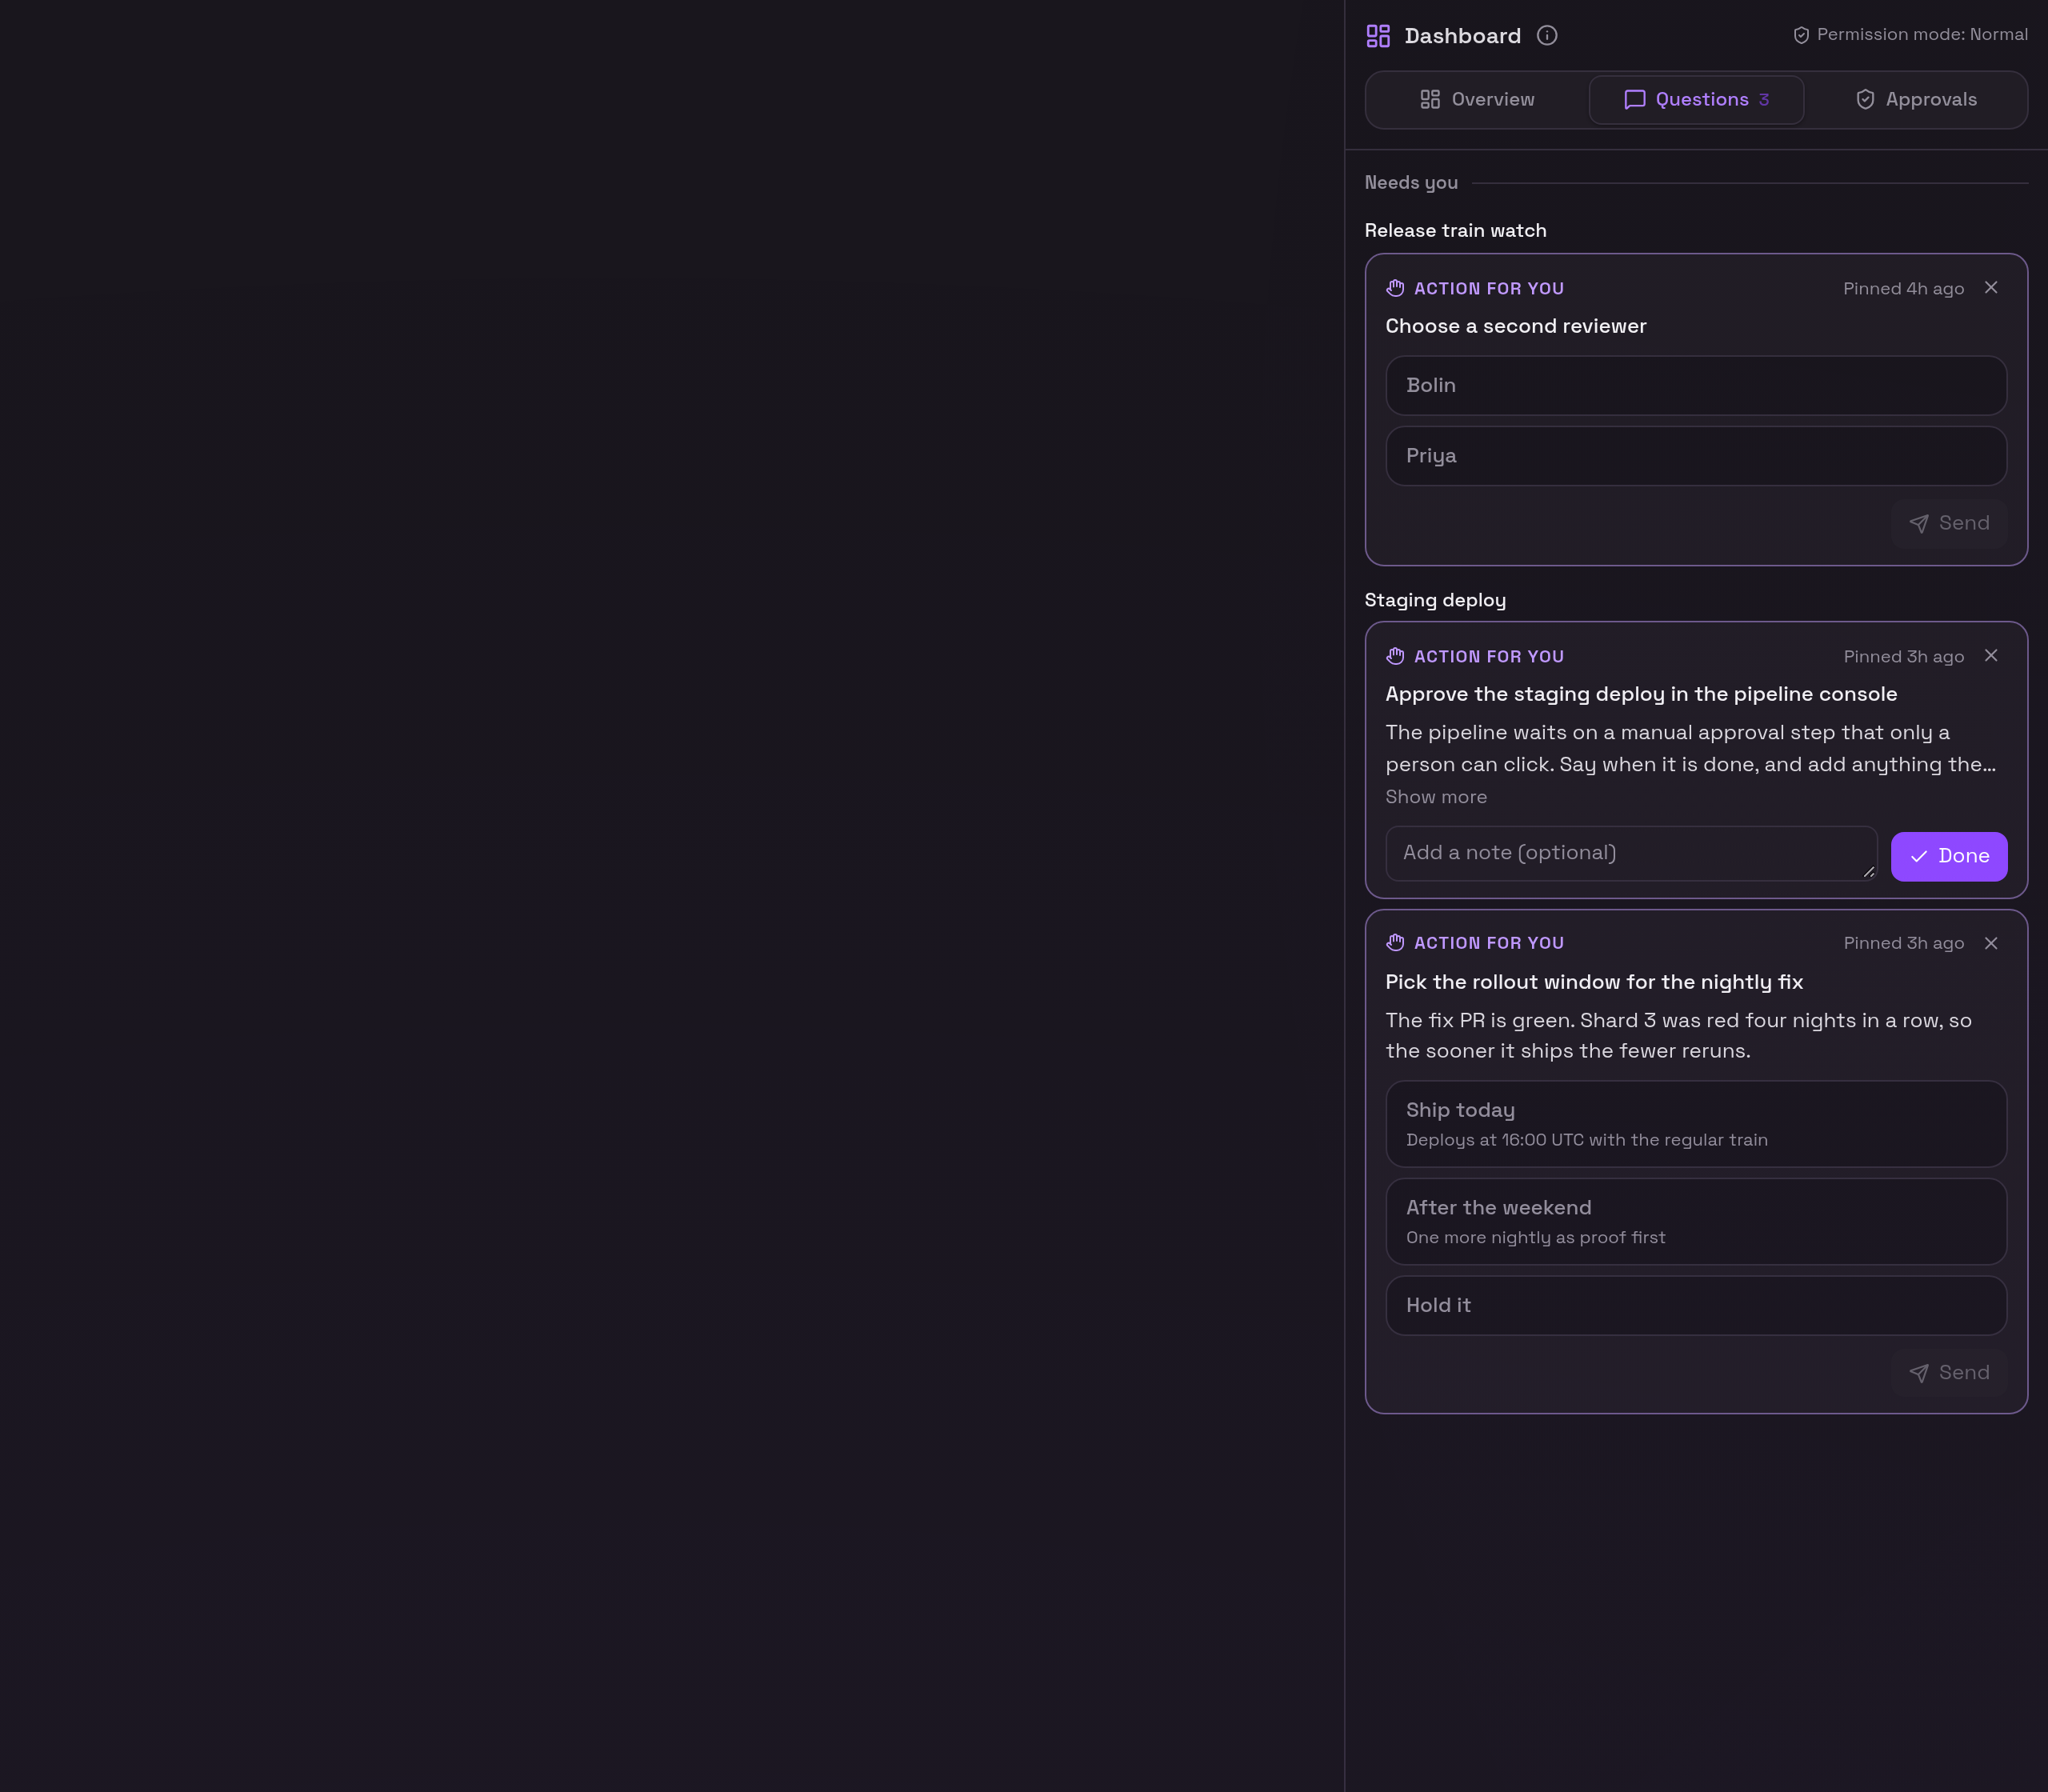 Dashboard
Permission mode: Normal
Overview
Questions 3
Approvals
Needs you
Release train watch
ACTION FOR YOU
Pinned 4h ago
Choose a second reviewer
Bolin
Priya
Send
Staging deploy
ACTION FOR YOU
Pinned 3h ago
Approve the staging deploy in the pipeline console
The pipeline waits on a manual approval step that only a
person can click. Say when it is done, and add anything the…
Show more
Add a note (optional)
Done
ACTION FOR YOU
Pinned 3h ago
Pick the rollout window for the nightly fix
The fix PR is green. Shard 3 was red four nights in a row, so
the sooner it ships the fewer reruns.
Ship today
Deploys at 16:00 UTC with the regular train
After the weekend
One more nightly as proof first
Hold it
Send